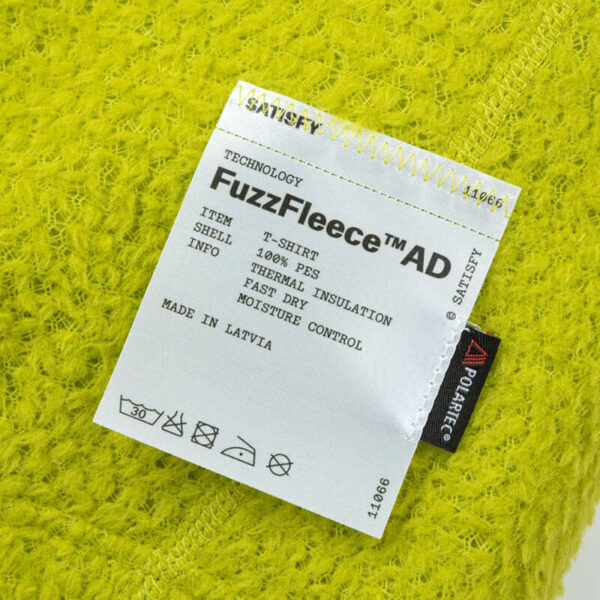 SATISFY
11066
TECHNOLOGY
FuzzFleece™AD
ITEM T-SHIRT
SHELL 100% PES
INFO THERMAL INSULATION
FAST DRY
MOISTURE CONTROL
MADE IN LATVIA
© SATISFY
POLARTEC®
30
11066